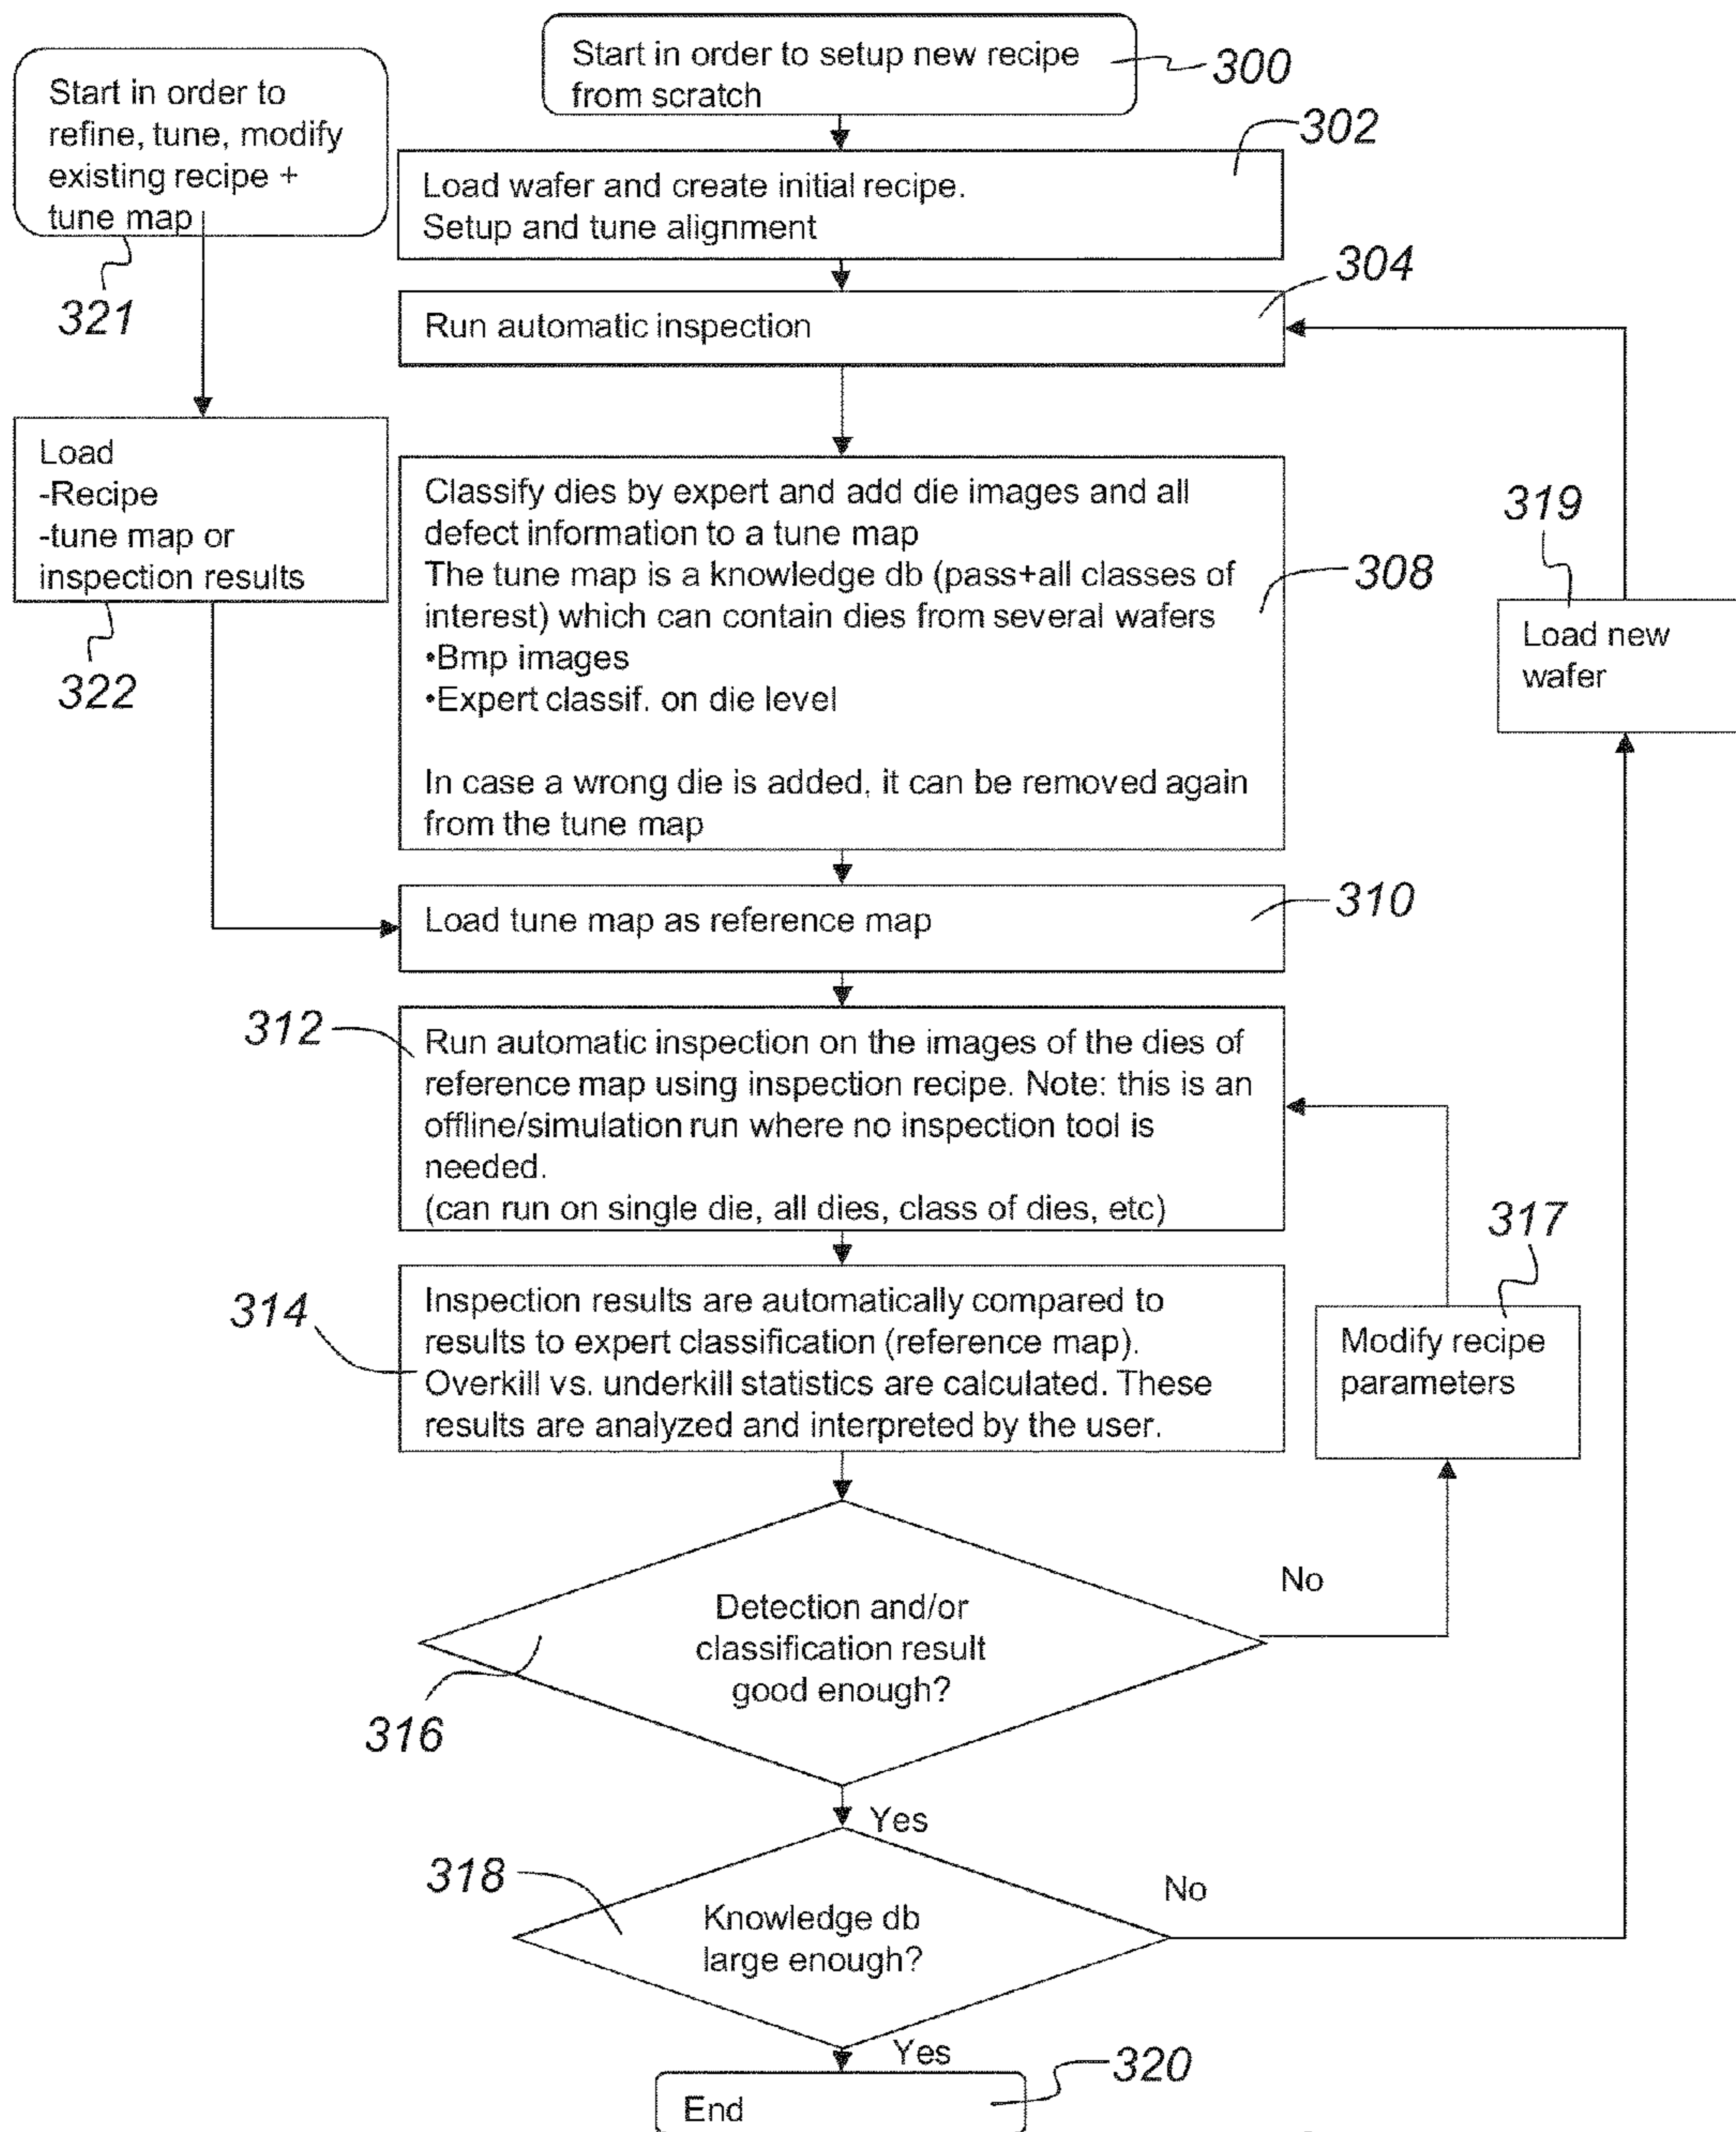 Start in order to setup new recipe
from scratch
300
Start in order to
refine, tune, modify
existing recipe +
tune map
321
302
Load wafer and create initial recipe.
Setup and tune alignment
304
Run automatic inspection
Load
-Recipe
-tune map or
inspection results
322
Classify dies by expert and add die images and all
defect information to a tune map
The tune map is a knowledge db (pass+all classes of
interest) which can contain dies from several wafers
•Bmp images
•Expert classif. on die level
In case a wrong die is added, it can be removed again
from the tune map
308
319
Load new
wafer
Load tune map as reference map
310
312
Run automatic inspection on the images of the dies of
reference map using inspection recipe. Note: this is an
offline/simulation run where no inspection tool is
needed.
(can run on single die, all dies, class of dies, etc)
317
Modify recipe
parameters
314
Inspection results are automatically compared to
results to expert classification (reference map).
Overkill vs. underkill statistics are calculated. These
results are analyzed and interpreted by the user.
Detection and/or
classification result
good enough?
No
316
Yes
318
Knowledge db
large enough?
No
Yes
320
End